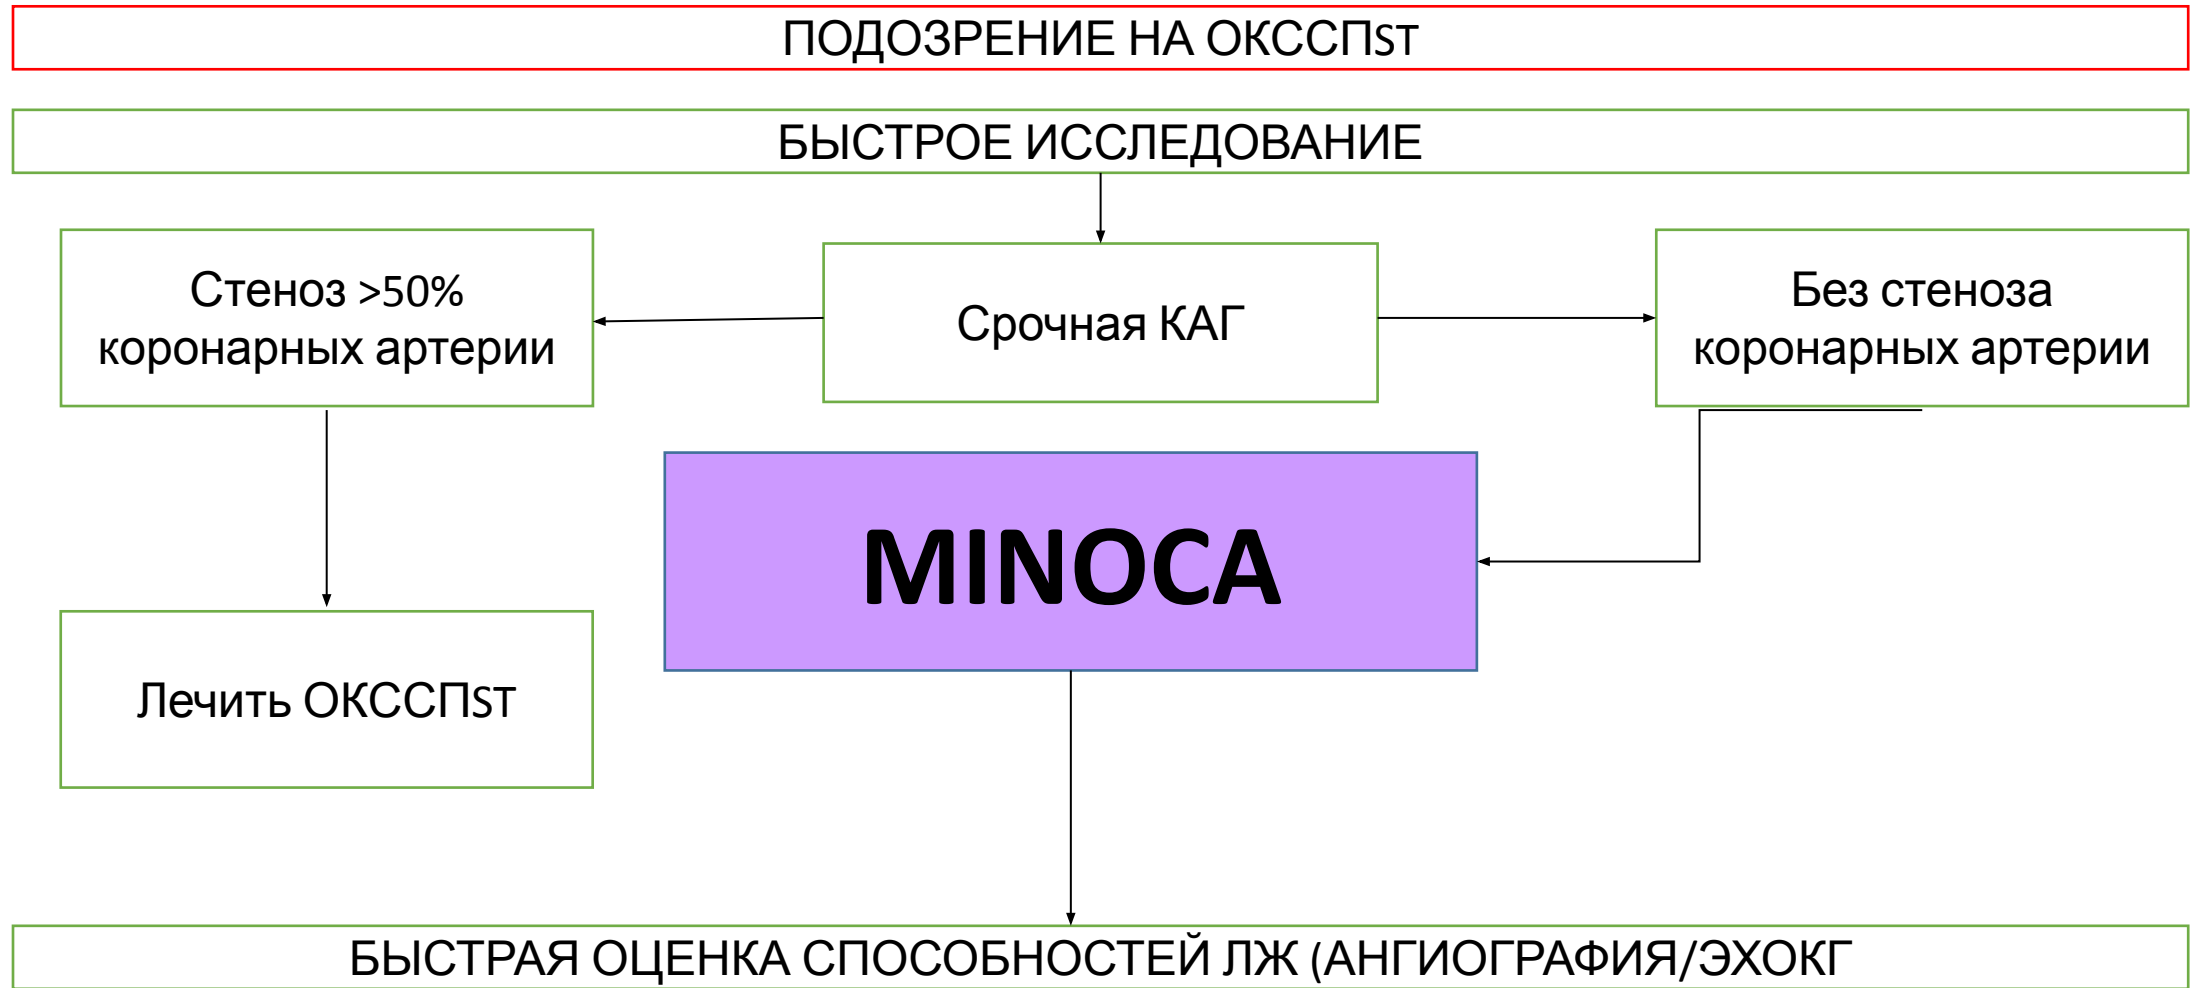 ПОДОЗРЕНИЕ НА ОКССПST
БЫСТРОЕ ИССЛЕДОВАНИЕ
Стеноз >50%
коронарных артерии
Срочная КАГ
Без стеноза
коронарных артерии
MINOCA
Лечить ОКССПST
БЫСТРАЯ ОЦЕНКА СПОСОБНОСТЕЙ ЛЖ (АНГИОГРАФИЯ/ЭХОКГ